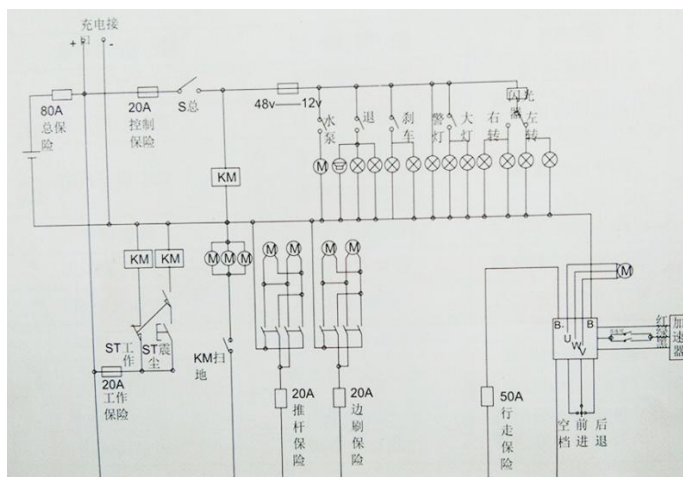 充电接
口
+ -
80A
总保
险
20A
控制
保险
S总
48v——12v
水
泵
退
刹
车
警
灯
大
灯
右
转
闪光
器
左
转
M
KM
KM KM
M M M
M M
M M
M
ST工
作
ST震
尘
20A
工作
保险
KM扫
地
20A
推
杆
保
险
20A
边
刷
保
险
50A
行
走
保
险
B-
B
U
W
V
红
加
速
器
空
档
前
进
后
退